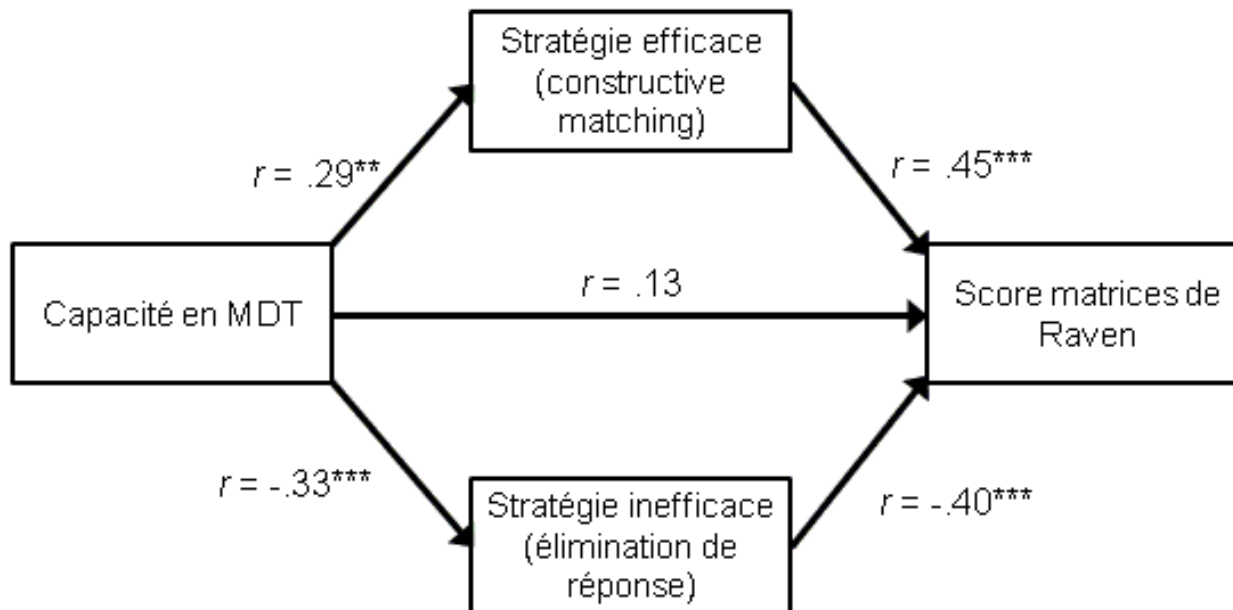 Stratégie efficace
(constructive
matching)
r = .29**
r = .45***
Capacité en MDT
r = .13
Score matrices de
Raven
r = -.33***
Stratégie inefficace
(élimination de
réponse)
r = -.40***